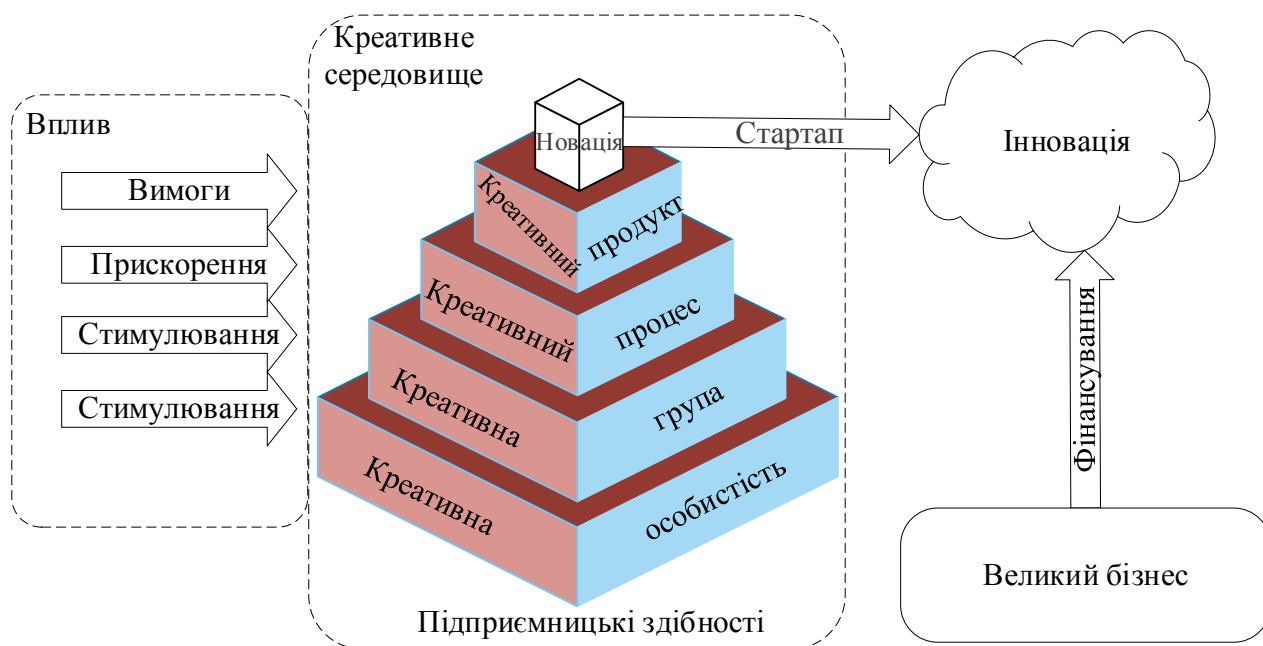 Креативне
середовище
Вплив
Вимоги
Прискорення
Стимулювання
Стимулювання
Новація
Стартап
Інновація
Креативний продукт
Креативний процес
Креативна група
Креативна особистість
Підприємницькі здібності
Фінансування
Великий бізнес